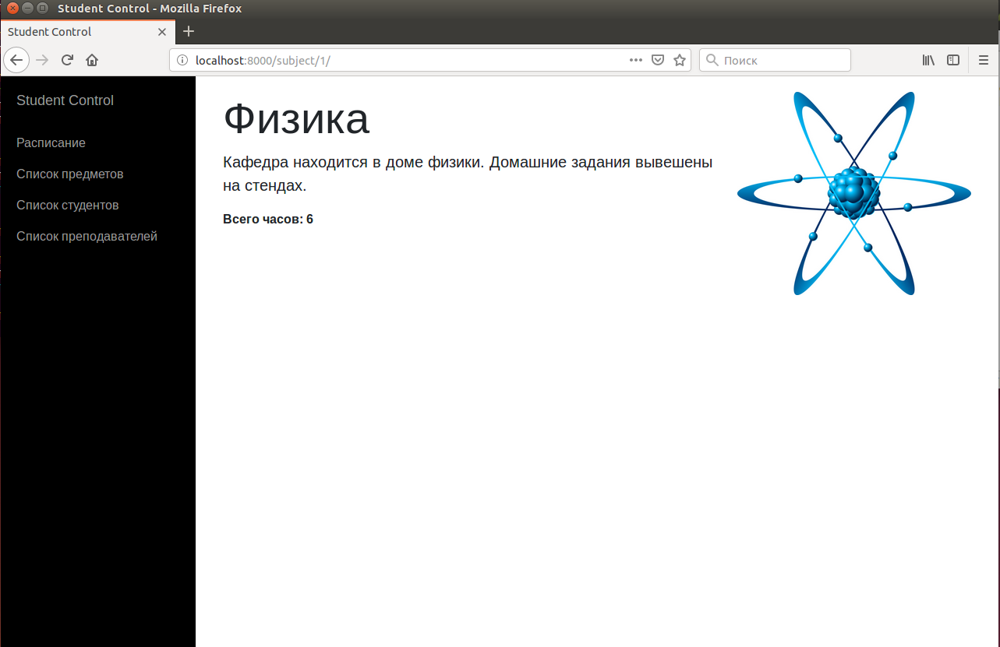 Student Control - Mozilla Firefox
Student Control
localhost:8000/subject/1/
Поиск
Student Control
Расписание
Список предметов
Список студентов
Список преподавателей
Физика
Кафедра находится в доме физики. Домашние задания вывешены
на стендах.
Всего часов: 6